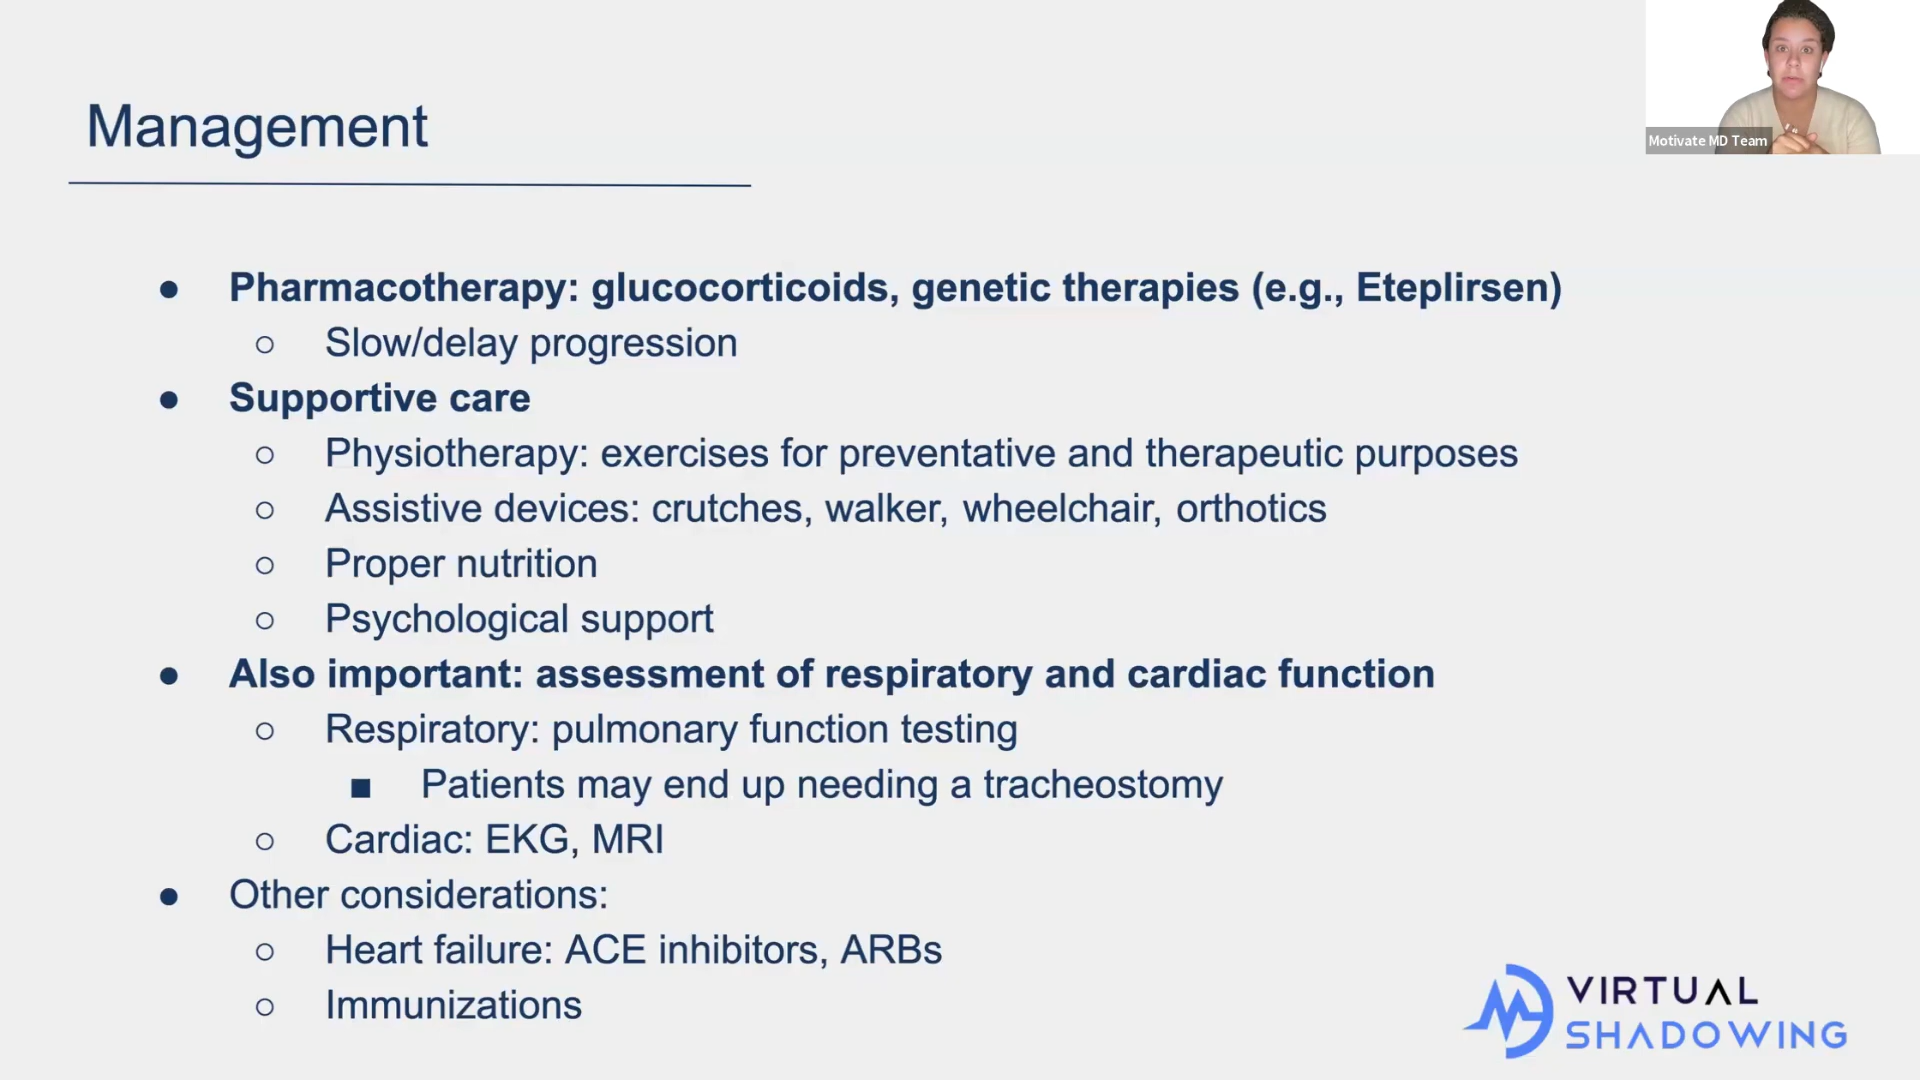 Motivate MD Team
Management
● Pharmacotherapy: glucocorticoids, genetic therapies (e.g., Eteplirsen)
○ Slow/delay progression
● Supportive care
○ Physiotherapy: exercises for preventative and therapeutic purposes
○ Assistive devices: crutches, walker, wheelchair, orthotics
○ Proper nutrition
○ Psychological support
● Also important: assessment of respiratory and cardiac function
○ Respiratory: pulmonary function testing
■ Patients may end up needing a tracheostomy
○ Cardiac: EKG, MRI
● Other considerations:
○ Heart failure: ACE inhibitors, ARBs
○ Immunizations
VIRTUAL
SHADOWING